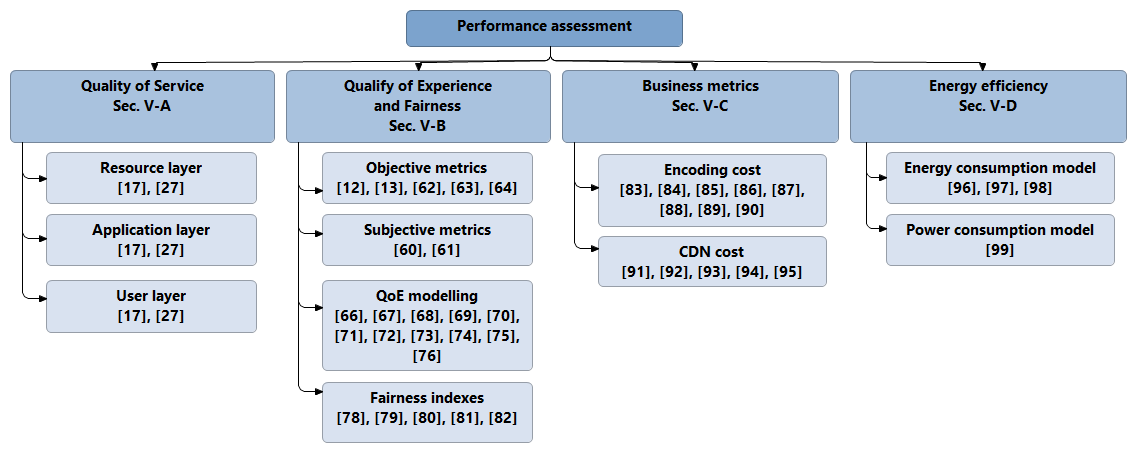 Performance assessment
Quality of Service
Sec. V-A
Resource layer
[17], [27]
Application layer
[17], [27]
User layer
[17], [27]
Qualify of Experience
and Fairness
Sec. V-B
Objective metrics
[12], [13], [62], [63], [64]
Subjective metrics
[60], [61]
QoE modelling
[66], [67], [68], [69], [70],
[71], [72], [73], [74], [75],
[76]
Fairness indexes
[78], [79], [80], [81], [82]
Business metrics
Sec. V-C
Encoding cost
[83], [84], [85], [86], [87],
[88], [89], [90]
CDN cost
[91], [92], [93], [94], [95]
Energy efficiency
Sec. V-D
Energy consumption model
[96], [97], [98]
Power consumption model
[99]